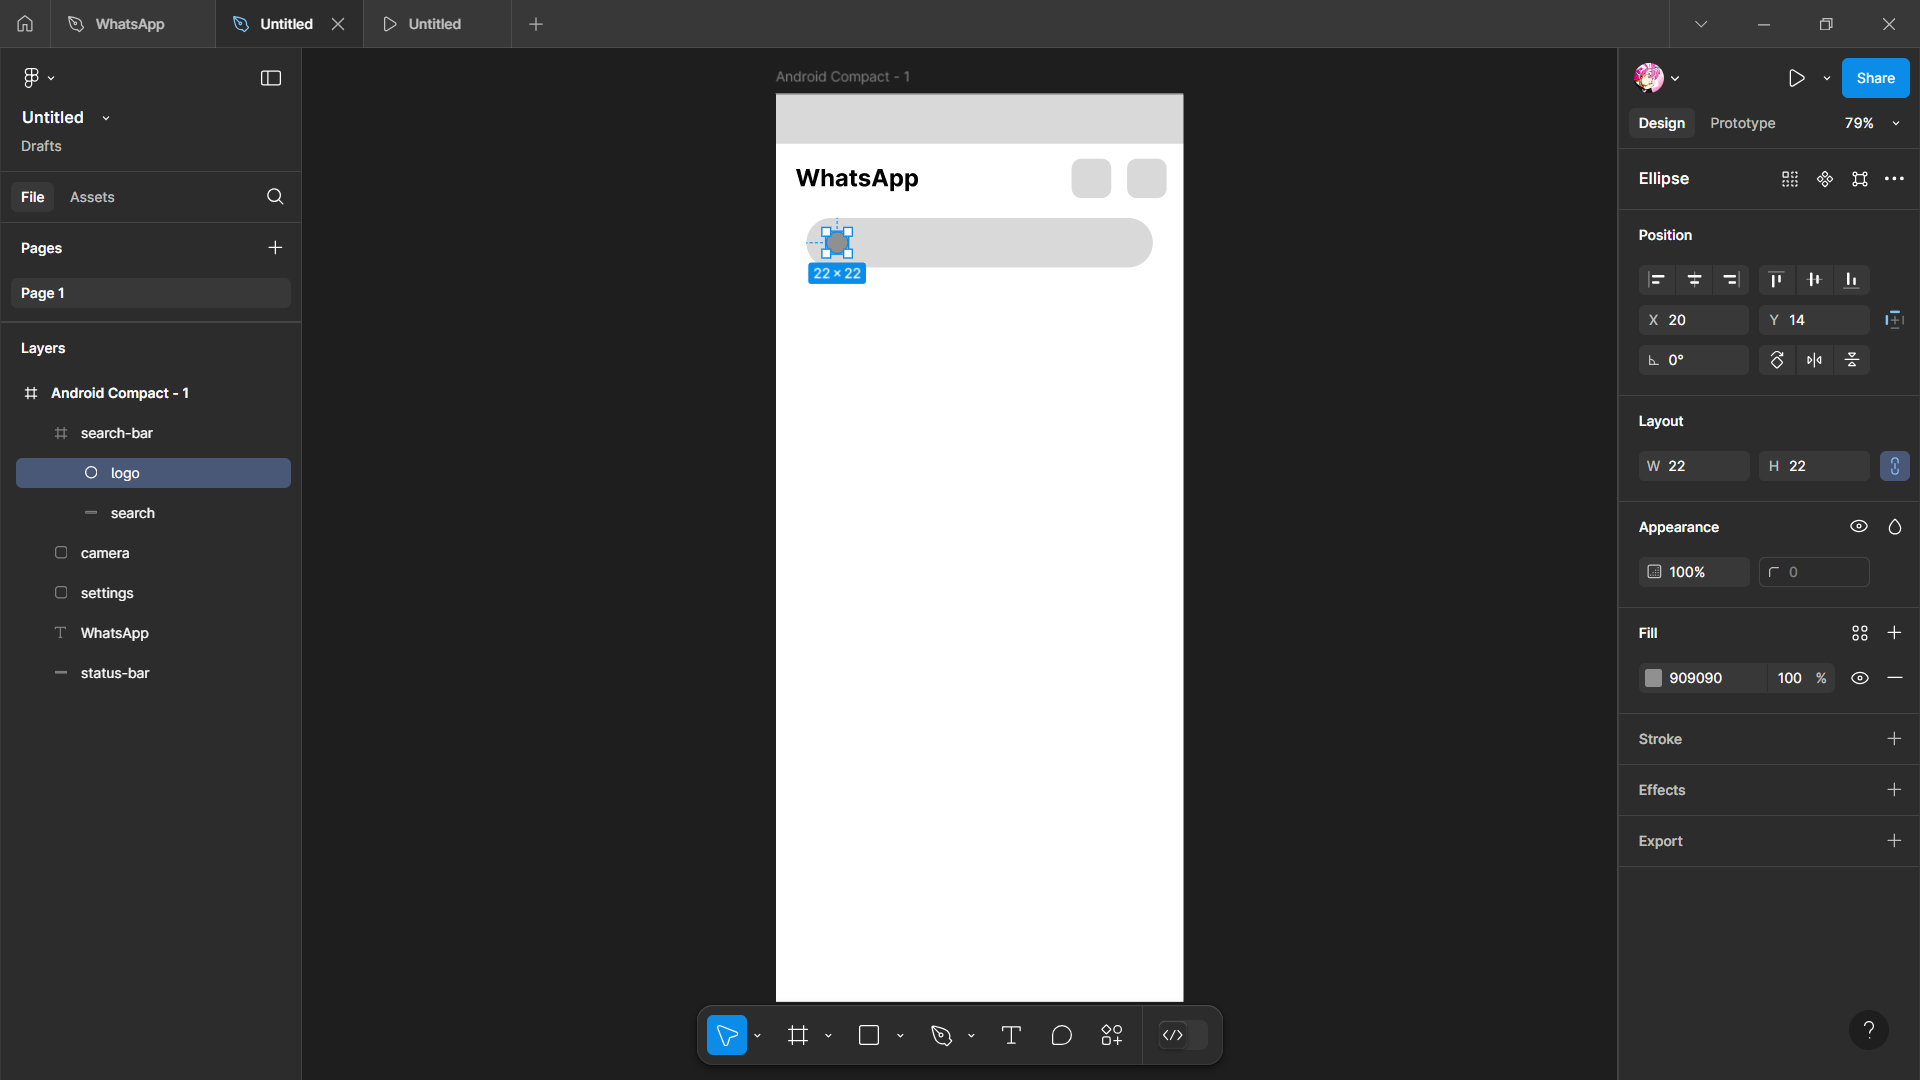 WhatsApp
Untitled
Untitled
Untitled
Drafts
File
Assets
Pages
Page 1
Layers
Android Compact - 1
search-bar
logo
search
camera
settings
WhatsApp
status-bar
Android Compact - 1
WhatsApp
22 × 22
Share
Design
Prototype
79%
Ellipse
Position
X 20
Y 14
0°
Layout
W 22
H 22
Appearance
100%
0
Fill
909090
100 %
Stroke
Effects
Export
?